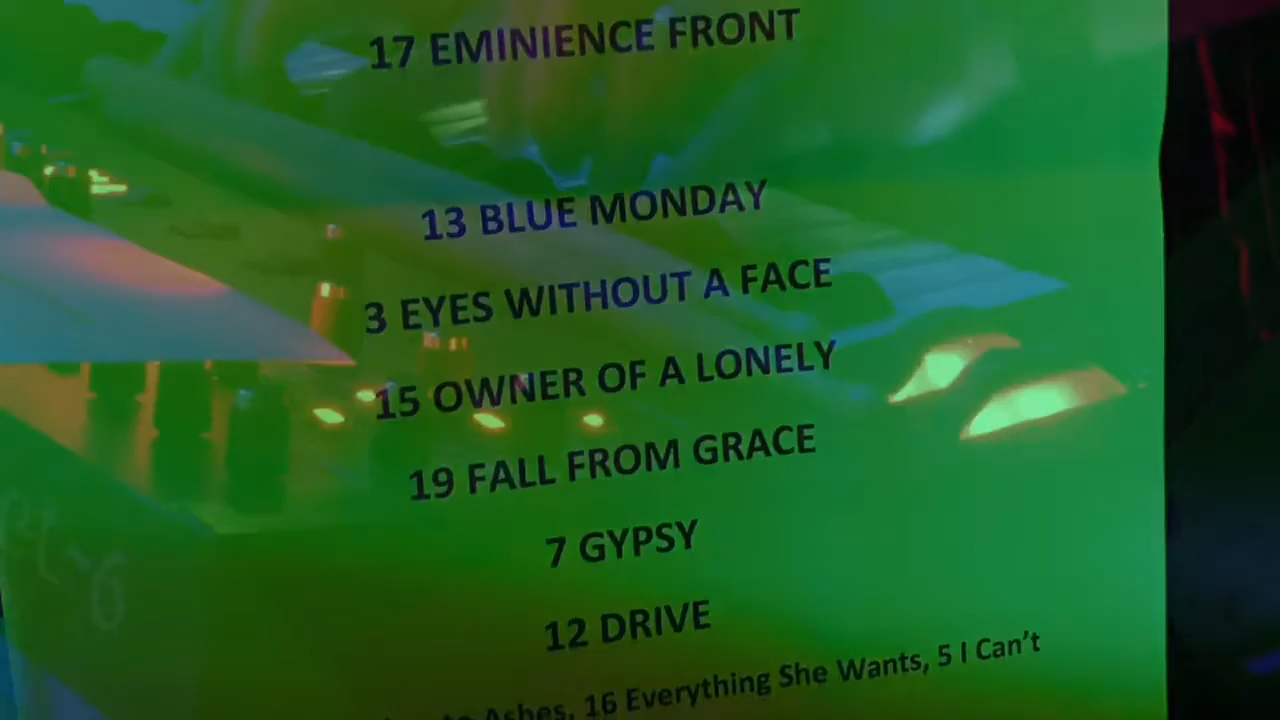 17 EMINIENCE FRONT
13 BLUE MONDAY
3 EYES WITHOUT A FACE
15 OWNER OF A LONELY
19 FALL FROM GRACE
7 GYPSY
12 DRIVE
Ashes, 16 Everything She Wants, 5 I Can't